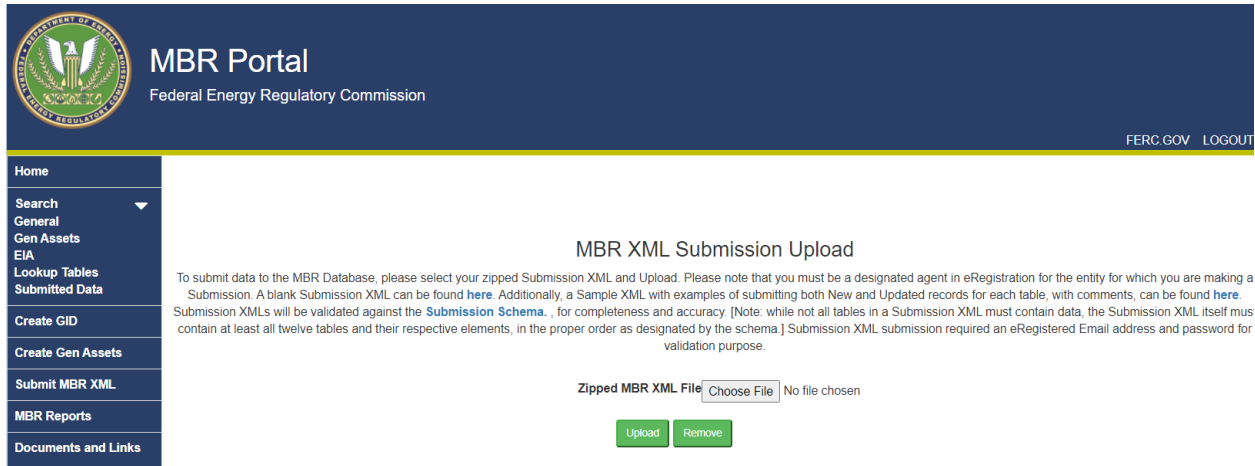 MBR Portal
Federal Energy Regulatory Commission
FERC.GOV LOGOUT
Home
Search
General
Gen Assets
EIA
Lookup Tables
Submitted Data
Create GID
Create Gen Assets
Submit MBR XML
MBR Reports
Documents and Links
MBR XML Submission Upload
To submit data to the MBR Database, please select your zipped Submission XML and Upload. Please note that you must be a designated agent in eRegistration for the entity for which you are making a
Submission. A blank Submission XML can be found here. Additionally, a Sample XML with examples of submitting both New and Updated records for each table, with comments, can be found here.
Submission XMLs will be validated against the Submission Schema. , for completeness and accuracy. [Note: while not all tables in a Submission XML must contain data, the Submission XML itself must
contain at least all twelve tables and their respective elements, in the proper order as designated by the schema.] Submission XML submission required an eRegistered Email address and password for
validation purpose.
Zipped MBR XML File Choose File No file chosen
Upload Remove